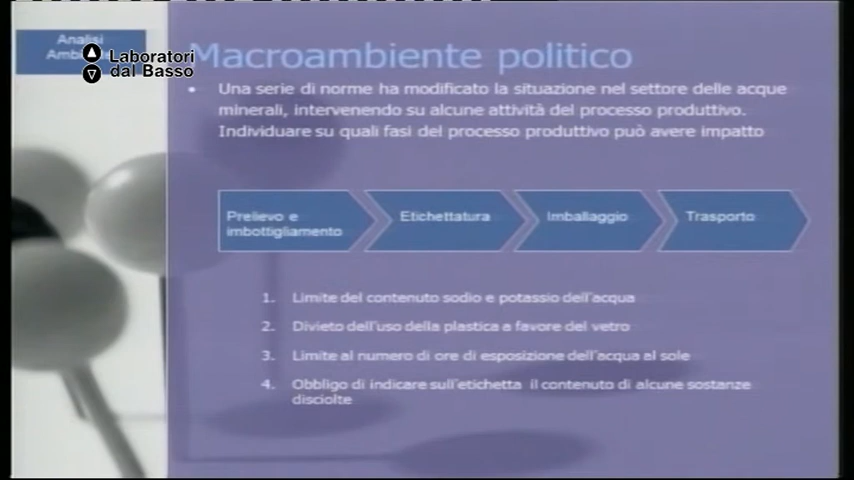 Analisi
Laboratori
dal Basso
Macroambiente politico
• Una serie di norme ha modificato la situazione nel settore delle acque
minerali, intervenendo su alcune attività del processo produttivo.
Individuare su quali fasi del processo produttivo può avere impatto
Prelievo e
imbottigliamento
Etichettatura
Imballaggio
Trasporto
1. Limite del contenuto sodio e potassio dell'acqua
2. Divieto dell'uso della plastica a favore del vetro
3. Limite al numero di ore di esposizione dell'acqua al sole
4. Obbligo di indicare sull'etichetta il contenuto di alcune sostanze
disciolte